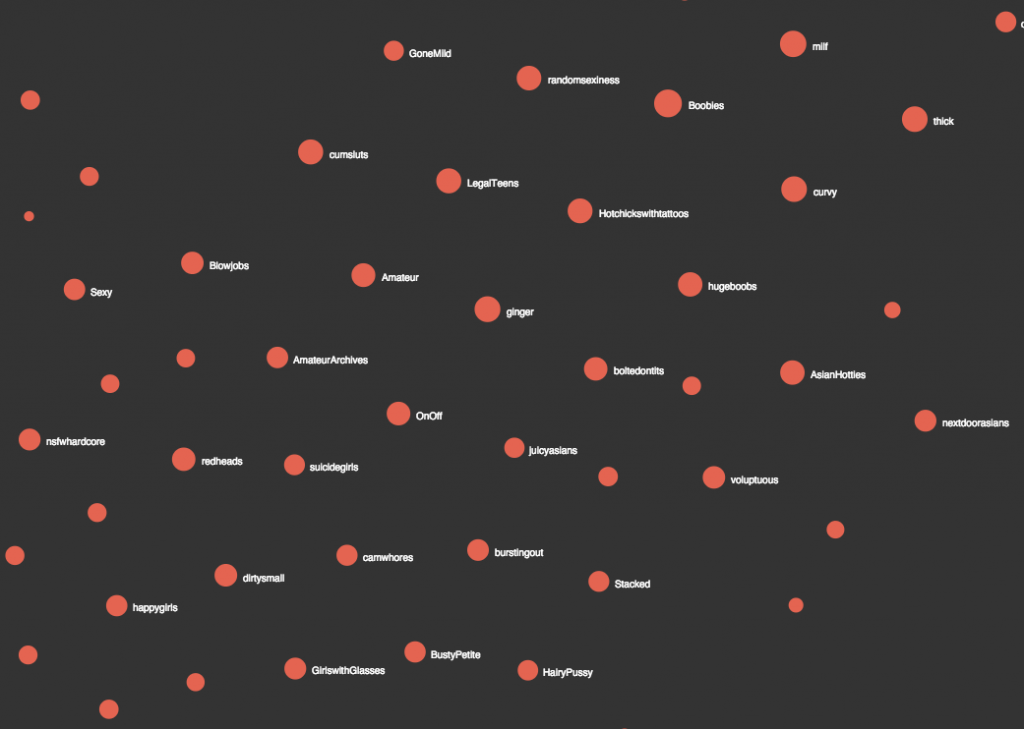 GoneMild
milf
randomsexiness
Boobies
thick
cumsluts
LegalTeens
curvy
Hotchickswithtattoos
Blowjobs
Amateur
Sexy
hugeboobs
ginger
AmateurArchives
boltedontits
AsianHotties
OnOff
nextdoorasians
nsfwhardcore
juicyasians
redheads
suicidegirls
voluptuous
camwhores
burstingout
dirtysmall
Stacked
happygirls
BustyPetite
GirlswithGlasses
HairyPussy